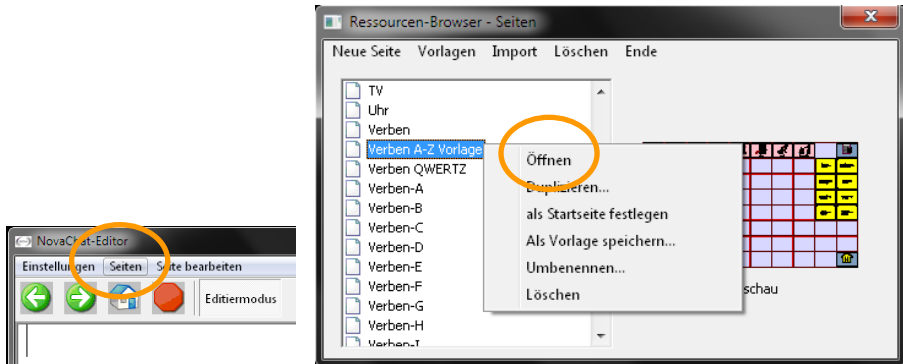 Ressourcen-Browser - Seiten
Neue Seite Vorlagen Import Löschen Ende
TV
Uhr
Verben
Verben A-Z Vorlage
Verben QWERTZ
Verben-A
Verben-B
Verben-C
Verben-D
Verben-E
Verben-F
Verben-G
Verben-H
Verben-I
Öffnen
Duplizieren...
als Startseite festlegen
Als Vorlage speichern...
Umbenennen...
Löschen
schau
NovaChat-Editor
Einstellungen Seiten Seite bearbeiten
Editiermodus